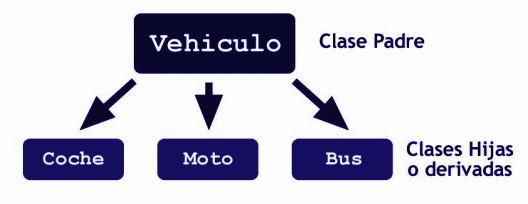 Vehiculo
Clase Padre
Coche
Moto
Bus
Clases Hijas
o derivadas